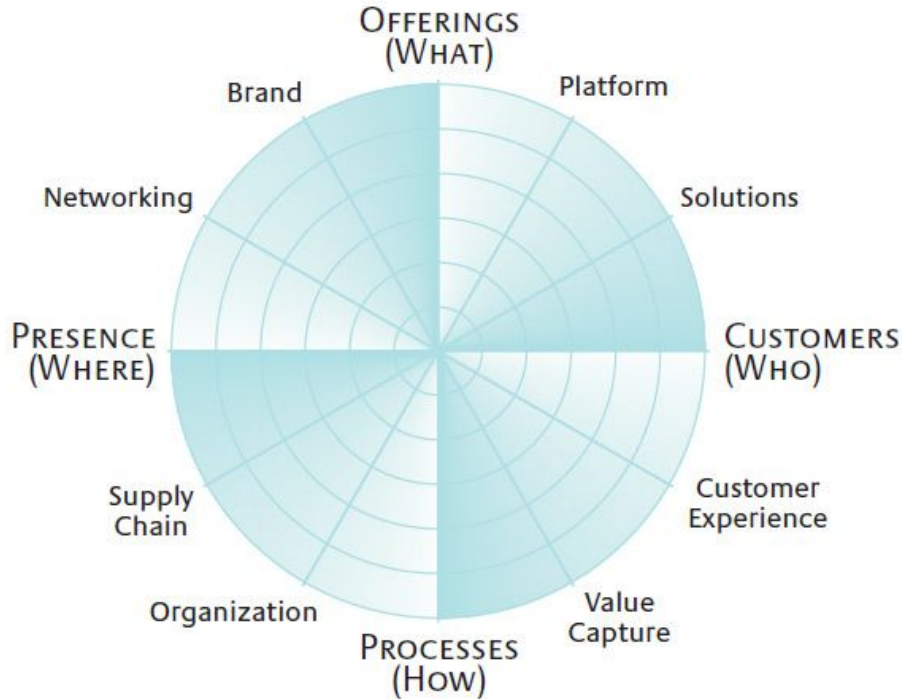 OFFERINGS
(WHAT)
Brand
Platform
Networking
Solutions
PRESENCE
(WHERE)
CUSTOMERS
(WHO)
Supply
Chain
Customer
Experience
Organization
Value
Capture
PROCESSES
(HOW)